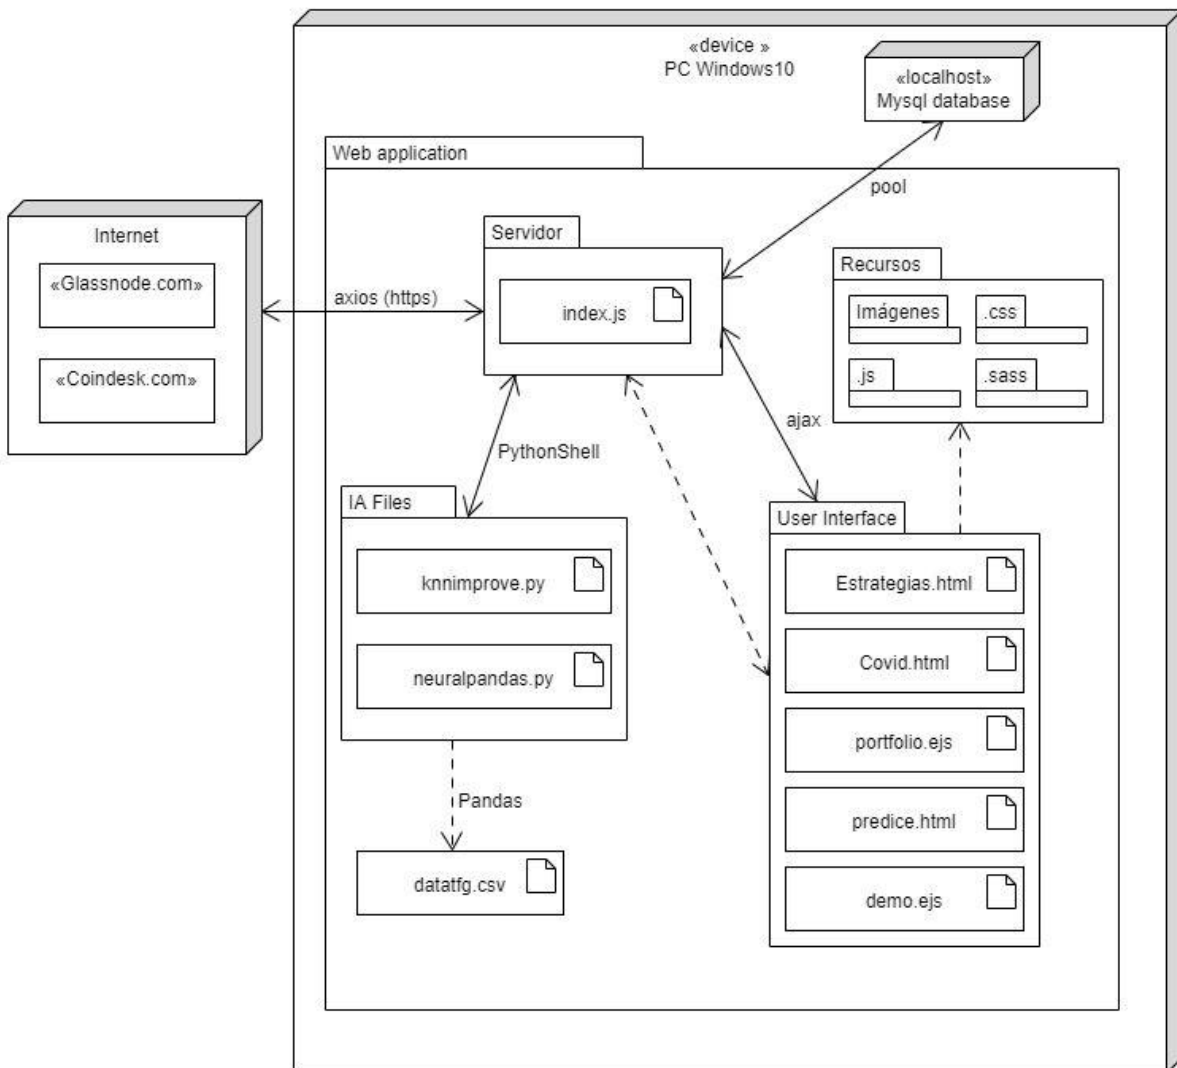 «device »
PC Windows10
«localhost»
Mysql database
Web application
pool
Internet
«Glassnode.com»
«Coindesk.com»
axios (https)
Servidor
index.js
Recursos
Imágenes
.css
.js
.sass
ajax
PythonShell
IA Files
knnimprove.py
neuralpandas.py
Pandas
datatfg.csv
User Interface
Estrategias.html
Covid.html
portfolio.ejs
predice.html
demo.ejs